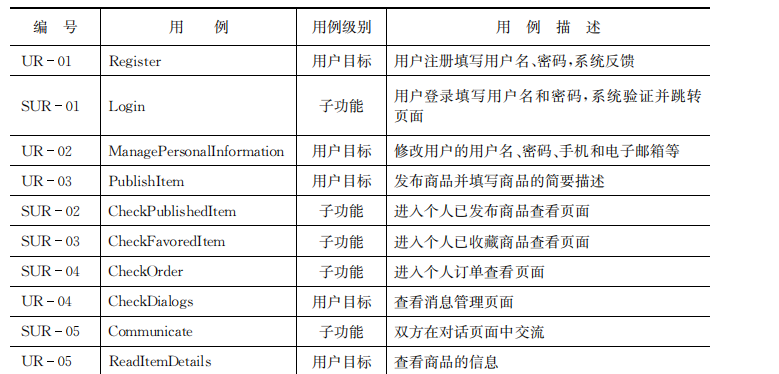 编 号 用 例 用例级别 用 例 描 述
UR-01 Register 用户目标 用户注册填写用户名、密码,系统反馈
SUR-01 Login 子功能 用户登录填写用户名和密码,系统验证并跳转
页面
UR-02 ManagePersonalInformation 用户目标 修改用户的用户名、密码、手机和电子邮箱等
UR-03 PublishItem 用户目标 发布商品并填写商品的简要描述
SUR-02 CheckPublishedItem 子功能 进入个人已发布商品查看页面
SUR-03 CheckFavoredItem 子功能 进入个人已收藏商品查看页面
SUR-04 CheckOrder 子功能 进入个人订单查看页面
UR-04 CheckDialogs 用户目标 查看消息管理页面
SUR-05 Communicate 子功能 双方在对话页面中交流
UR-05 ReadItemDetails 用户目标 查看商品的信息